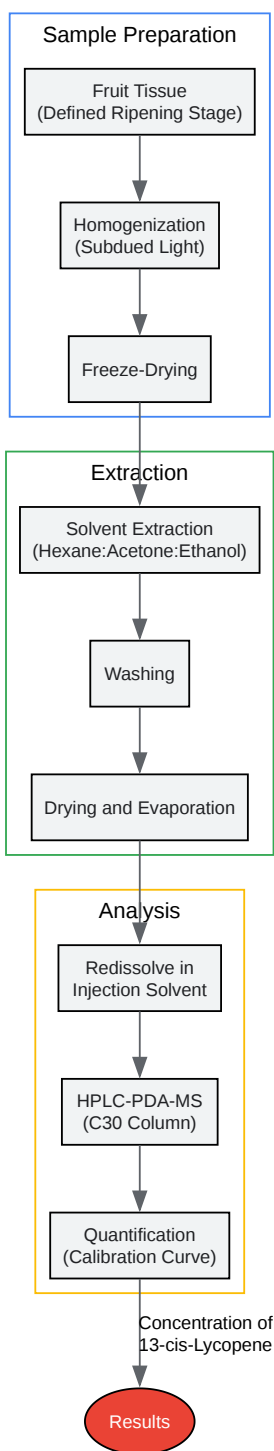 Sample Preparation
Fruit Tissue
(Defined Ripening Stage)
Homogenization
(Subdued Light)
Freeze-Drying
Extraction
Solvent Extraction
(Hexane:Acetone:Ethanol)
Washing
Drying and Evaporation
Analysis
Redissolve in
Injection Solvent
HPLC-PDA-MS
(C30 Column)
Quantification
(Calibration Curve)
Concentration of
13-cis-Lycopene
Results